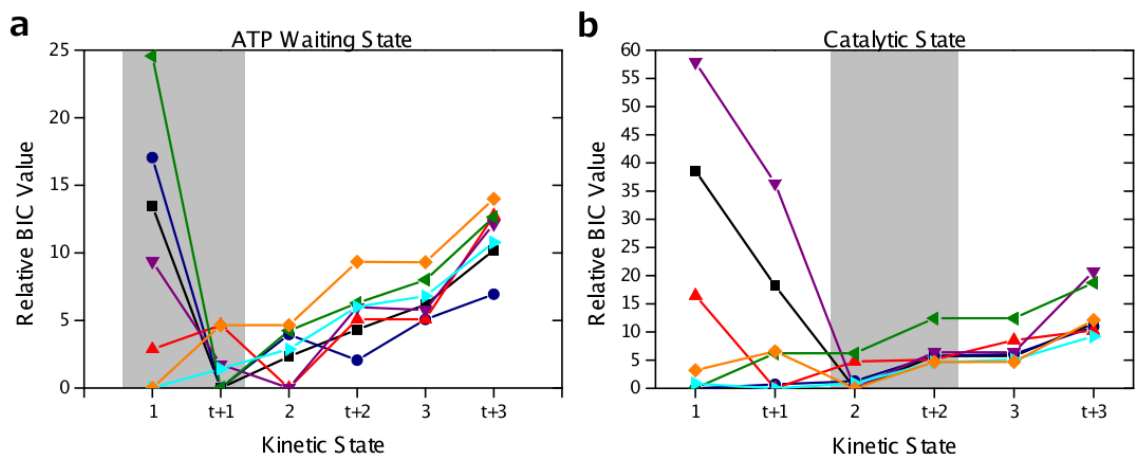 a
ATP Waiting State
Relative BIC Value
25
20
15
10
5
0
1 t+1 2 t+2 3 t+3
Kinetic State
b
Catalytic State
Relative BIC Value
60
55
50
45
40
35
30
25
20
15
10
5
0
1 t+1 2 t+2 3 t+3
Kinetic State